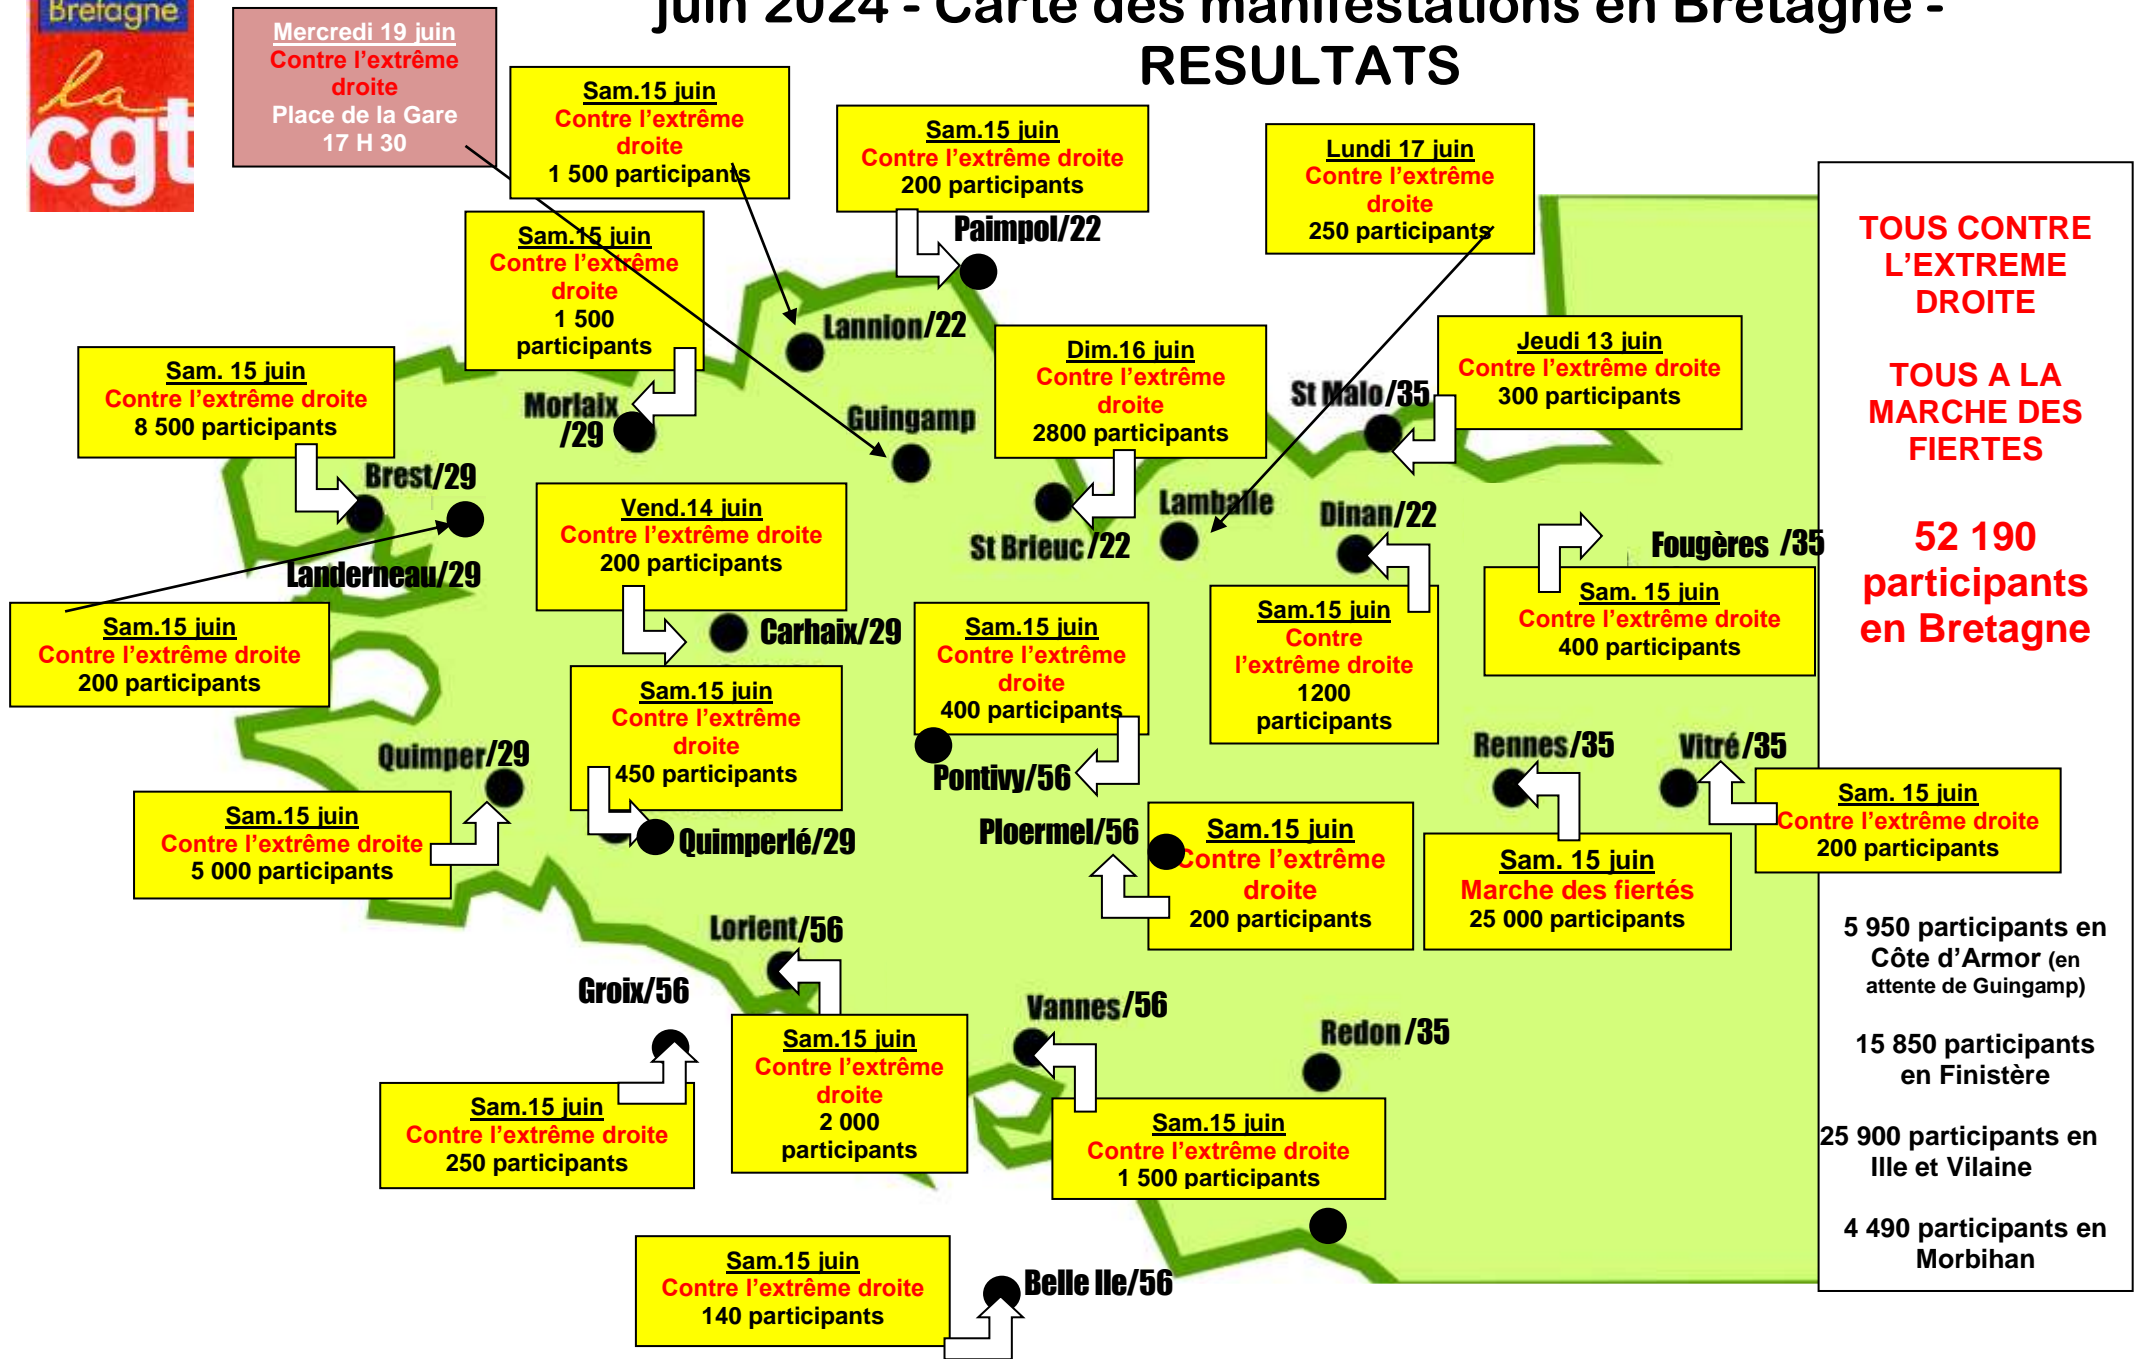 Bretagne
la
cgt
juin 2024 - Carte des manifestations en Bretagne -
RESULTATS
Mercredi 19 juin
Contre l’extrême
droite
Place de la Gare
17 H 30
Sam.15 juin
Contre l’extrême
droite
1 500 participants
Sam.15 juin
Contre l’extrême droite
200 participants
Paimpol/22
Lundi 17 juin
Contre l’extrême
droite
250 participants
Sam.15 juin
Contre l’extrême
droite
1 500
participants
Lannion/22
Sam. 15 juin
Contre l’extrême droite
8 500 participants
Morlaix
/29
Guingamp
Dim.16 juin
Contre l’extrême
droite
2800 participants
St Malo/35
Jeudi 13 juin
Contre l’extrême droite
300 participants
Brest/29
Landerneau/29
Vend.14 juin
Contre l’extrême droite
200 participants
St Brieuc/22
Lamballe
Dinan/22
Fougères /35
Sam.15 juin
Contre l’extrême droite
200 participants
Carhaix/29
Sam.15 juin
Contre l’extrême
droite
400 participants
Sam.15 juin
Contre
l’extrême droite
1200
participants
Sam. 15 juin
Contre l’extrême droite
400 participants
Sam.15 juin
Contre l’extrême
droite
450 participants
Quimper/29
Pontivy/56
Rennes/35
Vitré/35
Sam.15 juin
Contre l’extrême droite
5 000 participants
Quimperlé/29
Ploermel/56
Sam.15 juin
Contre l’extrême
droite
200 participants
Sam. 15 juin
Marche des fiertés
25 000 participants
Sam. 15 juin
Contre l’extrême droite
200 participants
Lorient/56
Groix/56
Vannes/56
Redon/35
Sam.15 juin
Contre l’extrême droite
250 participants
Sam.15 juin
Contre l’extrême
droite
2 000
participants
Sam.15 juin
Contre l’extrême droite
1 500 participants
Sam.15 juin
Contre l’extrême droite
140 participants
Belle Ile/56
TOUS CONTRE
L’EXTREME
DROITE
TOUS A LA
MARCHE DES
FIERTES
52 190
participants
en Bretagne
5 950 participants en
Côte d’Armor (en
attente de Guingamp)
15 850 participants
en Finistère
25 900 participants en
Ille et Vilaine
4 490 participants en
Morbihan